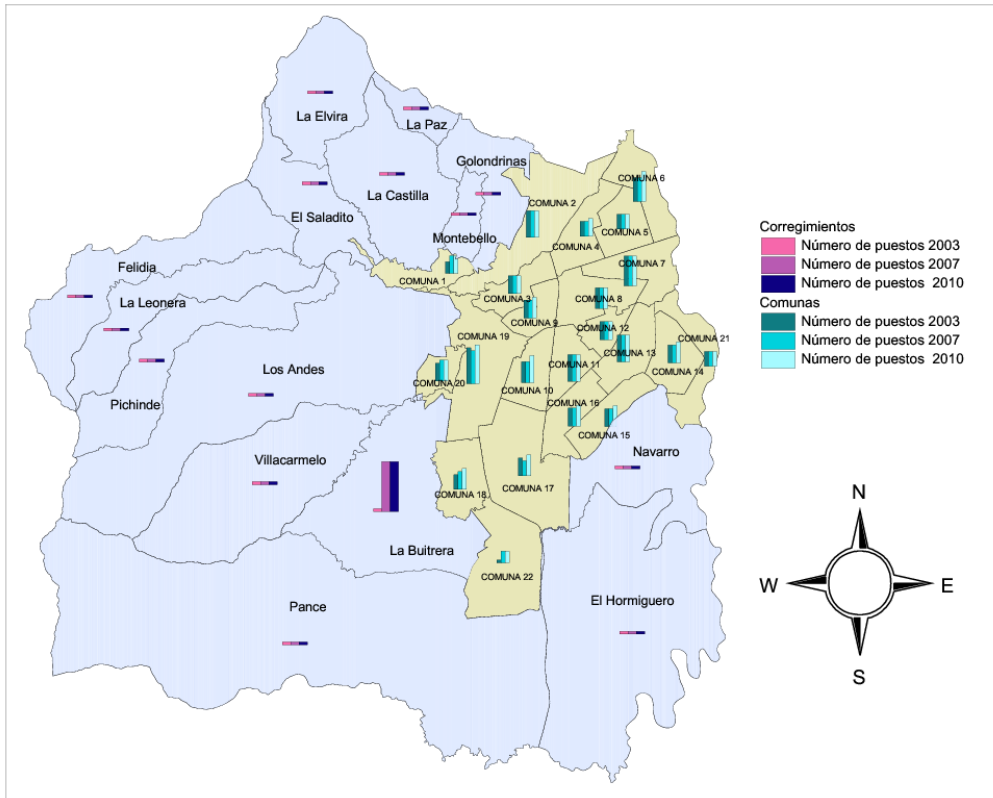 La Elvira
La Paz
Golondrinas
La Castilla
COMUNA 6
COMUNA 2
El Saladito
Montebello
COMUNA 4
COMUNA 5
Felidia
COMUNA 1
COMUNA 7
COMUNA 3
La Leonera
COMUNA 8
COMUNA 9
COMUNA 12
COMUNA 19
COMUNA 21
COMUNA 13
Los Andes
COMUNA 20
COMUNA 11
COMUNA 14
COMUNA 10
Pichinde
COMUNA 16
COMUNA 15
Navarro
Villacarmelo
COMUNA 17
COMUNA 18
La Buitrera
COMUNA 22
El Hormiguero
Pance
Corregimientos
Número de puestos 2003
Número de puestos 2007
Número de puestos 2010
Comunas
Número de puestos 2003
Número de puestos 2007
Número de puestos 2010
N
W
E
S